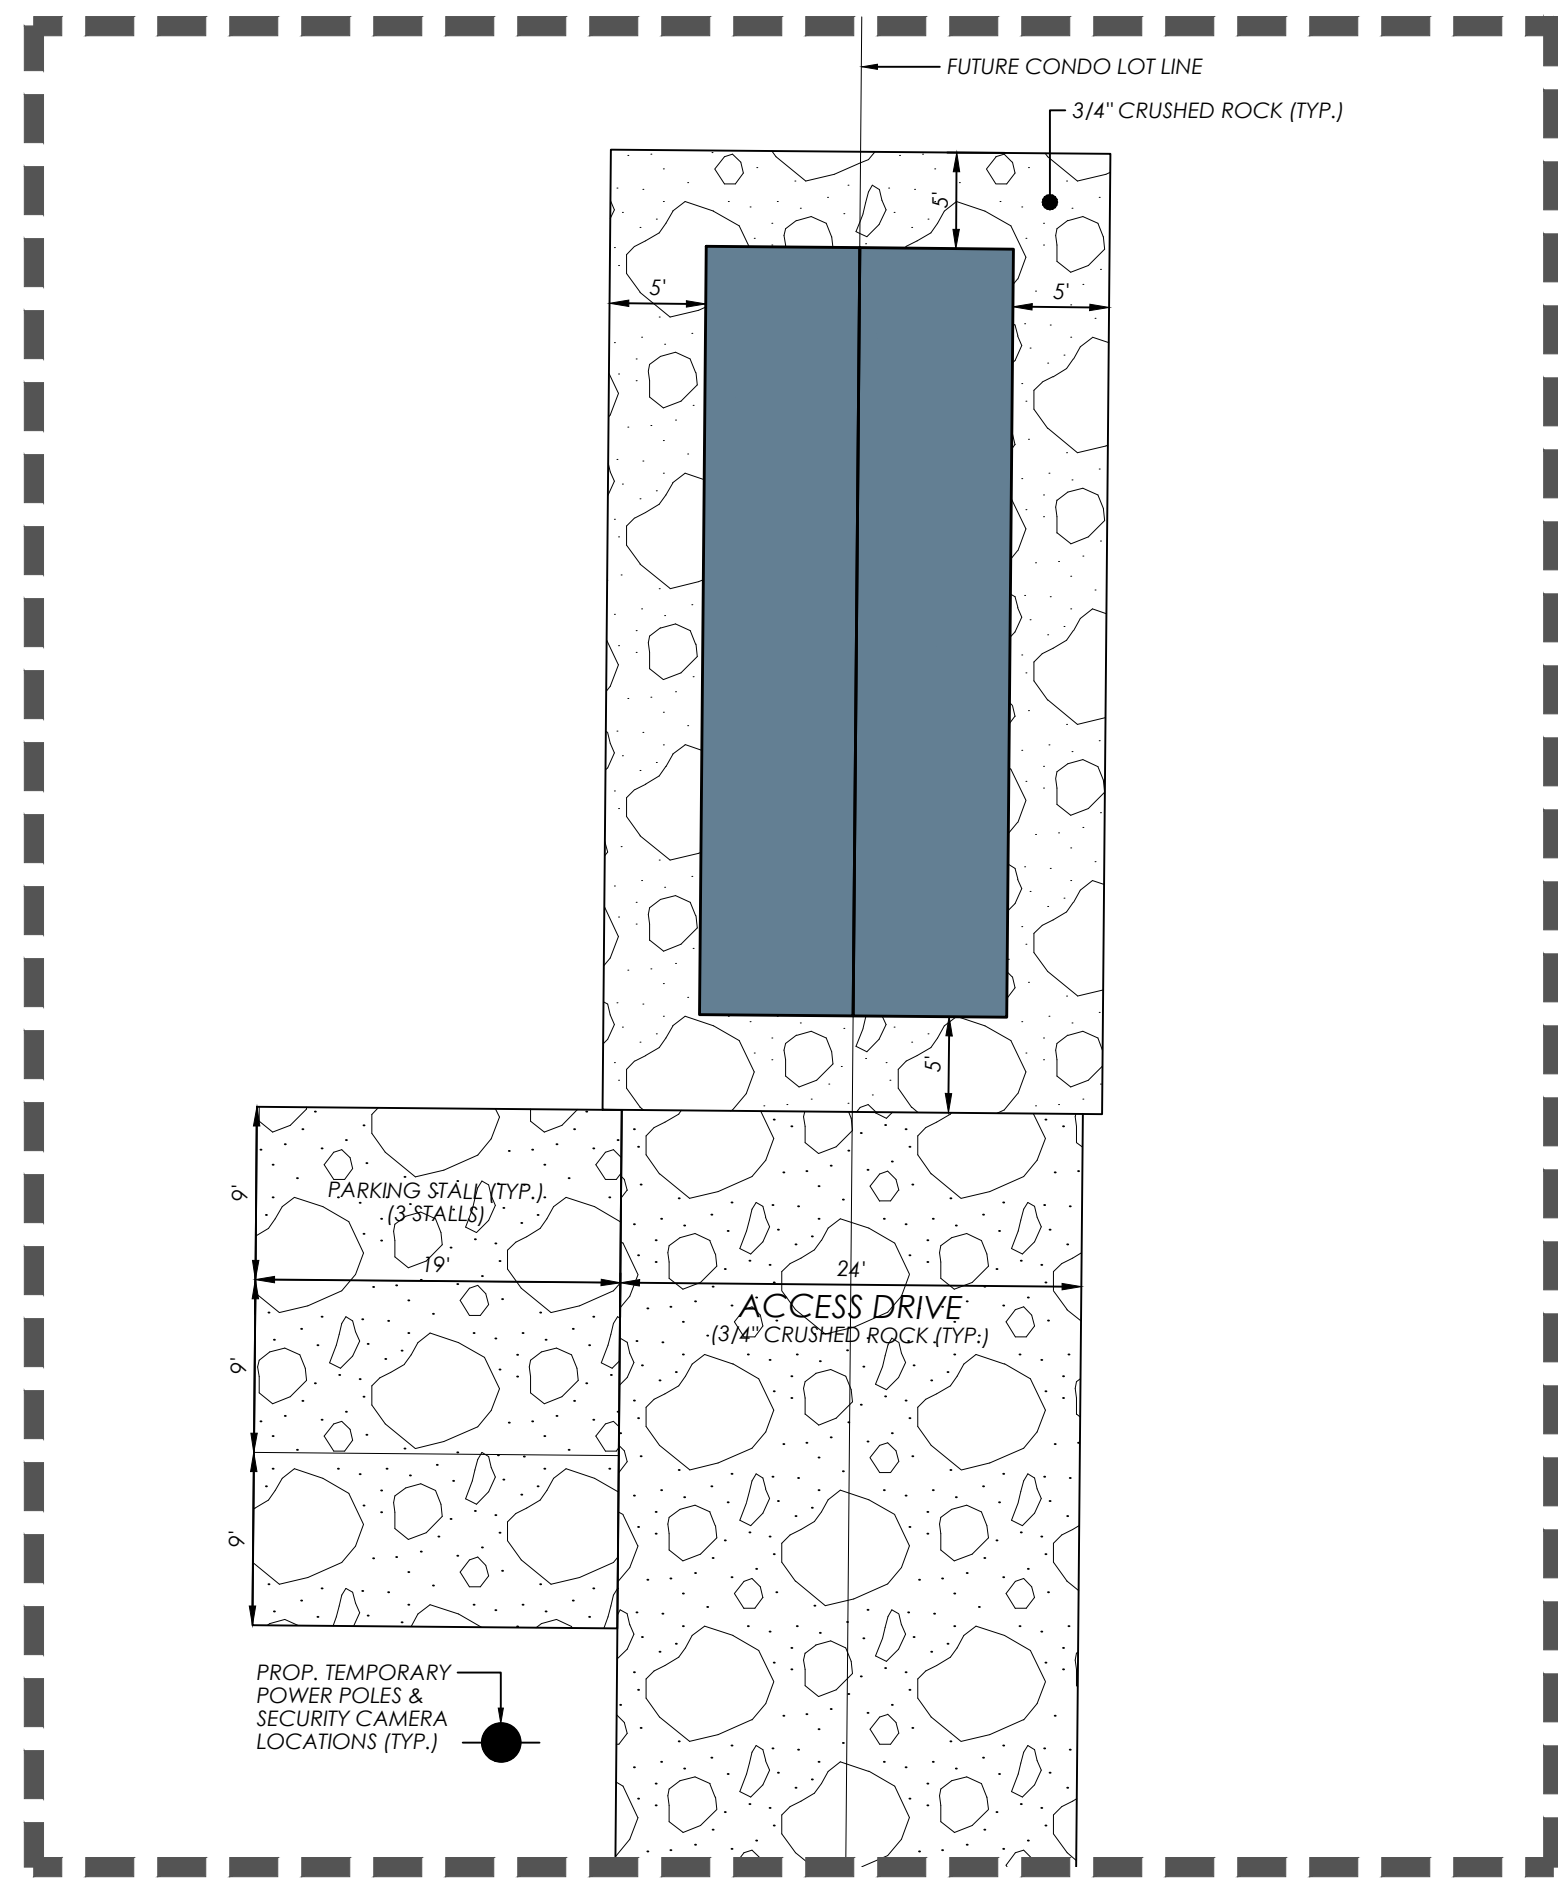 FUTURE CONDO LOT LINE
3/4" CRUSHED ROCK (TYP.)
5'
5'
5'
5'
9'
PARKING STALL (TYP.)
(3 STALLS)
19'
24'
ACCESS DRIVE
(3/4" CRUSHED ROCK (TYP.)
9'
9'
PROP. TEMPORARY
POWER POLES &
SECURITY CAMERA
LOCATIONS (TYP.)